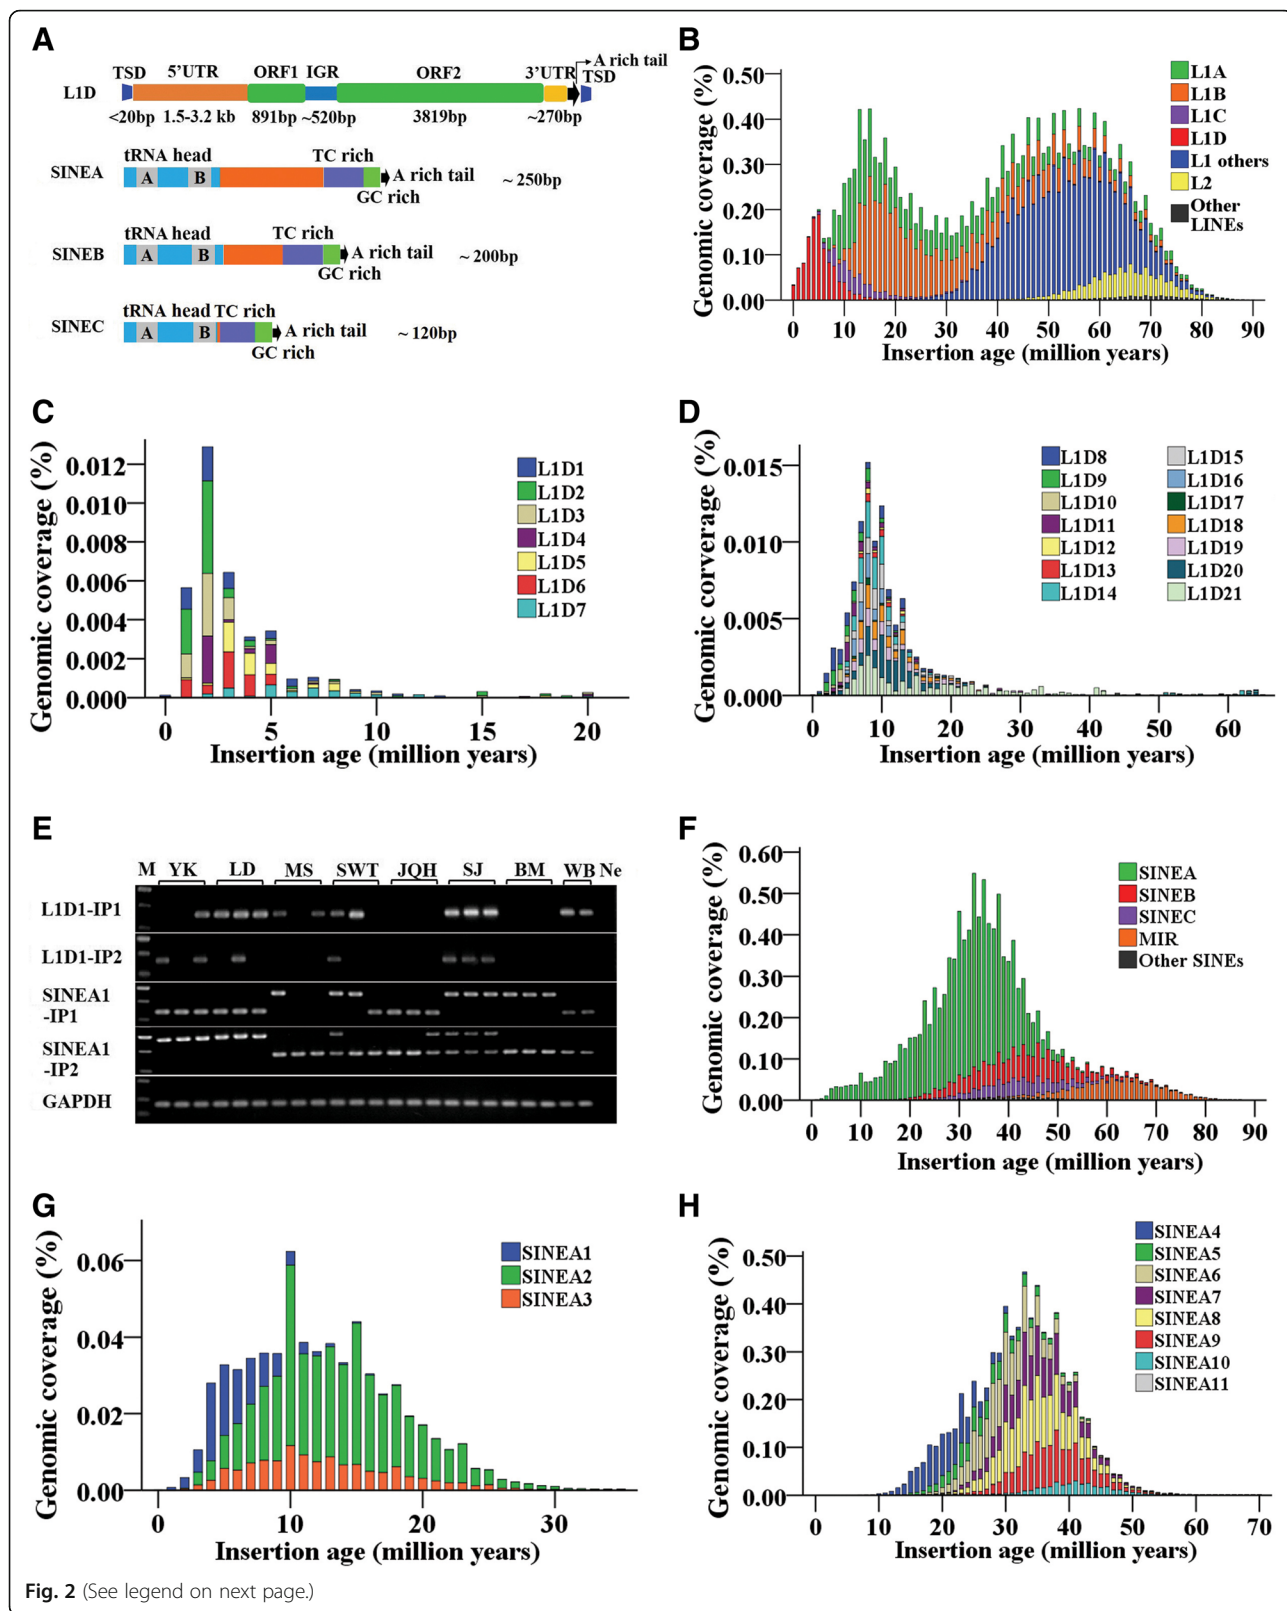 A
A rich tail
TSD 5'UTR ORF1 IGR ORF2 3'UTR TSD
L1D
<20bp 1.5-3.2 kb 891bp ~520bp 3819bp ~270bp
tRNA head TC rich
SINEA A B A rich tail ~ 250bp
GC rich
tRNA head TC rich
SINEB A B A rich tail ~ 200bp
GC rich
tRNA head TC rich
SINEC A B A rich tail ~ 120bp
GC rich
B
Genomic coverage (%)
0.50
0.40
0.30
0.20
0.10
0.00
0 10 20 30 40 50 60 70 80 90
Insertion age (million years)
L1A
L1B
L1C
L1D
L1 others
L2
Other
LINEs
C
Genomic coverage (%)
0.012
0.010
0.008
0.006
0.004
0.002
0.000
0 5 10 15 20
Insertion age (million years)
L1D1
L1D2
L1D3
L1D4
L1D5
L1D6
L1D7
D
Genomic corverage (%)
0.015
0.010
0.005
0.000
0 10 20 30 40 50 60
Insertion age (million years)
L1D8 L1D15
L1D9 L1D16
L1D10 L1D17
L1D11 L1D18
L1D12 L1D19
L1D13 L1D20
L1D14 L1D21
E
M YK LD MS SWT JQH SJ BM WB Ne
L1D1-IP1
L1D1-IP2
SINEA1
-IP1
SINEA1
-IP2
GAPDH
F
Genomic coverage (%)
0.60
0.50
0.40
0.30
0.20
0.10
0.00
0 10 20 30 40 50 60 70 80 90
Insertion age (million years)
SINEA
SINEB
SINEC
MIR
Other SINEs
G
Genomic coverage (%)
0.06
0.04
0.02
0.00
0 10 20 30
Insertion age (million years)
SINEA1
SINEA2
SINEA3
H
Genomic coverage (%)
0.50
0.40
0.30
0.20
0.10
0.00
0 10 20 30 40 50 60 70
Insertion age (million years)
SINEA4
SINEA5
SINEA6
SINEA7
SINEA8
SINEA9
SINEA10
SINEA11
Fig. 2 (See legend on next page.)